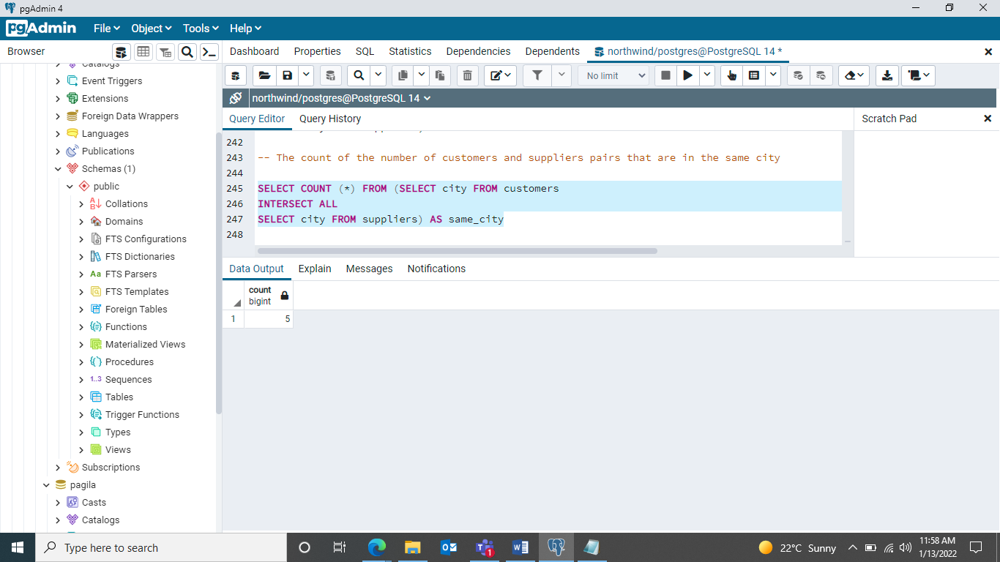 pgAdmin 4
pgAdmin File Object Tools Help
Browser
Dashboard Properties SQL Statistics Dependencies Dependents northwind/postgres@PostgreSQL 14 *
Catalogs
Event Triggers
Extensions
Foreign Data Wrappers
Languages
Publications
Schemas (1)
public
Collations
Domains
FTS Configurations
FTS Dictionaries
Aa FTS Parsers
FTS Templates
Foreign Tables
Functions
Materialized Views
Procedures
1..3 Sequences
Tables
Trigger Functions
Types
Views
Subscriptions
pagila
Casts
Catalogs
No limit
northwind/postgres@PostgreSQL 14
Query Editor Query History
Scratch Pad
242
243 -- The count of the number of customers and suppliers pairs that are in the same city
244
245 SELECT COUNT (*) FROM (SELECT city FROM customers
246 INTERSECT ALL
247 SELECT city FROM suppliers) AS same_city
248
Data Output Explain Messages Notifications
count
bigint
1 5
Type here to search
1
22°C Sunny
11:58 AM
1/13/2022